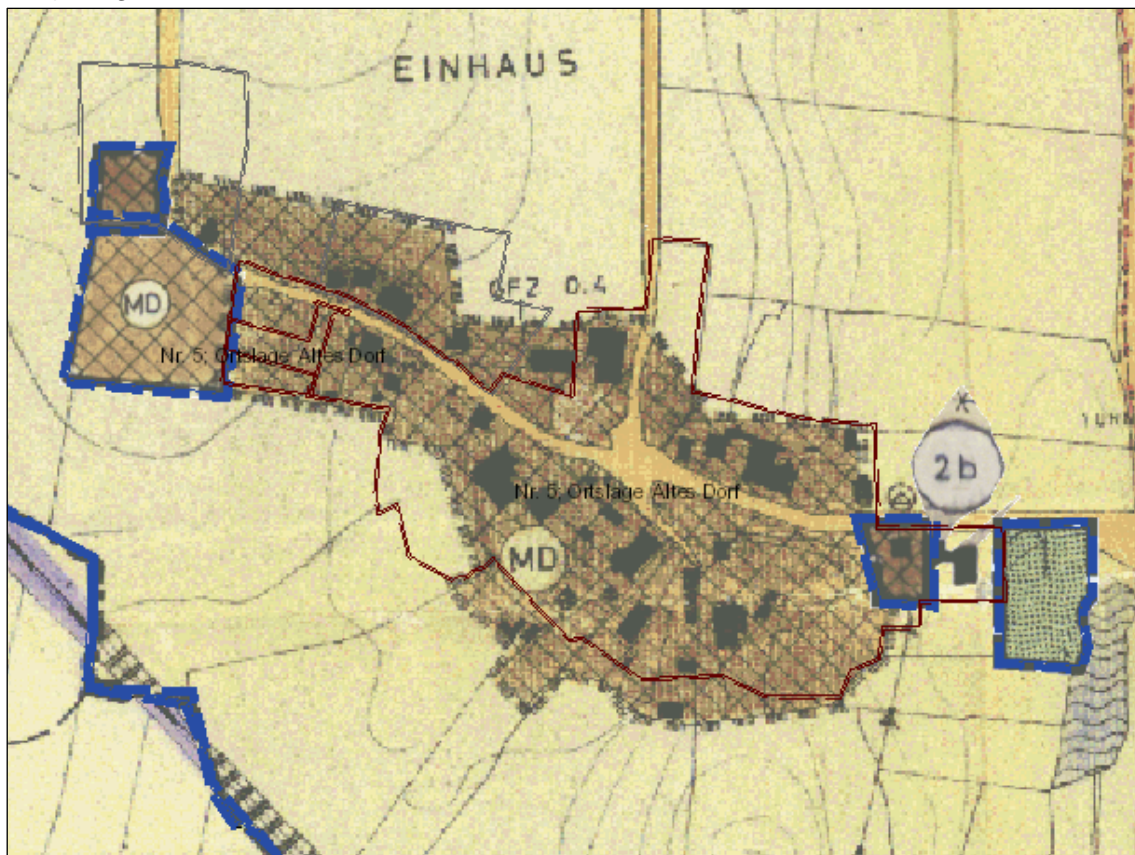 EINHAUS
GFZ 0.4
MD
Nr. 5; Ortslage Altes Dorf
2b
Nr. 5; Ortslage Altes Dorf
MD